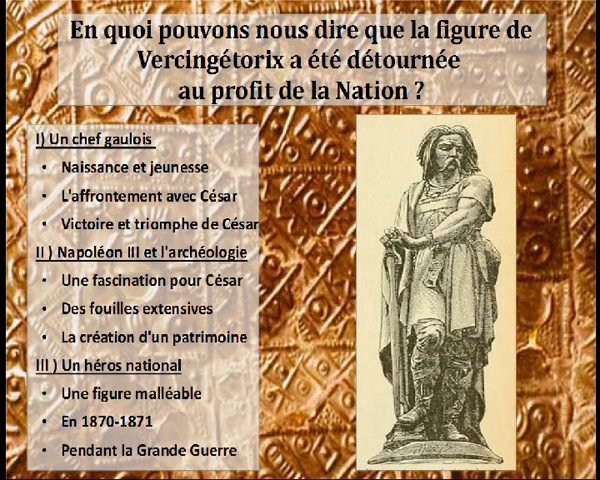 En quoi pouvons nous dire que la figure de
Vercingétorix a été détournée
au profit de la Nation ?
I) Un chef gaulois
• Naissance et jeunesse
• L'affrontement avec César
• Victoire et triomphe de César
II ) Napoléon III et l'archéologie
• Une fascination pour César
• Des fouilles extensives
• La création d'un patrimoine
III ) Un héros national
• Une figure malléable
• En 1870-1871
• Pendant la Grande Guerre